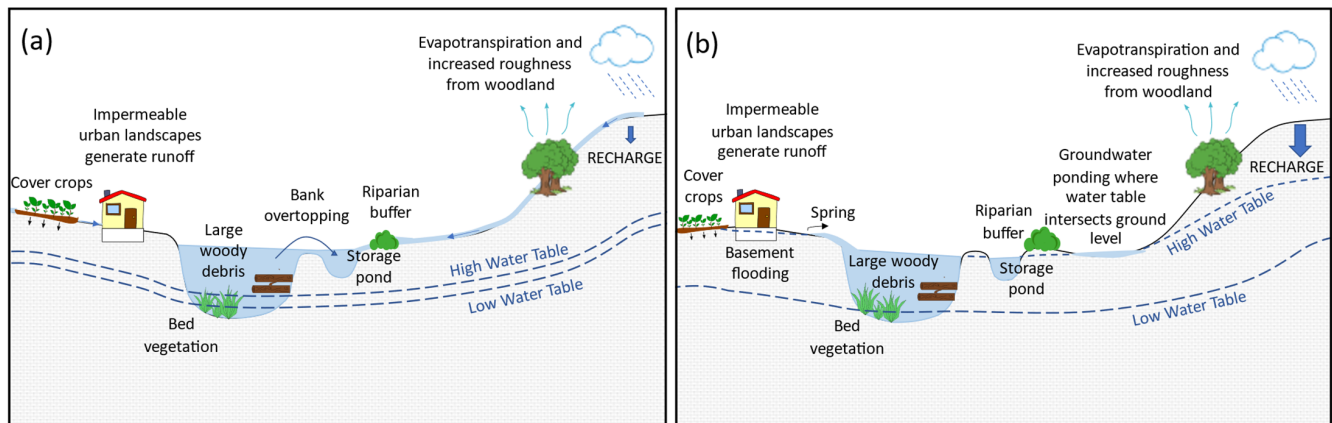 (a)
Evapotranspiration and
increased roughness
from woodland
Impermeable
urban landscapes
generate runoff
RECHARGE
Cover crops
Bank
overtopping
Riparian
buffer
Large
woody
debris
Storage
pond
High Water Table
Low Water Table
Bed
vegetation
(b)
Evapotranspiration and
increased roughness
from woodland
Impermeable
urban landscapes
generate runoff
RECHARGE
Groundwater
ponding where
water table
intersects ground
level
Cover
crops
Spring
Riparian
buffer
High Water Table
Basement
flooding
Large woody
debris
Storage
pond
Low Water Table
Bed
vegetation